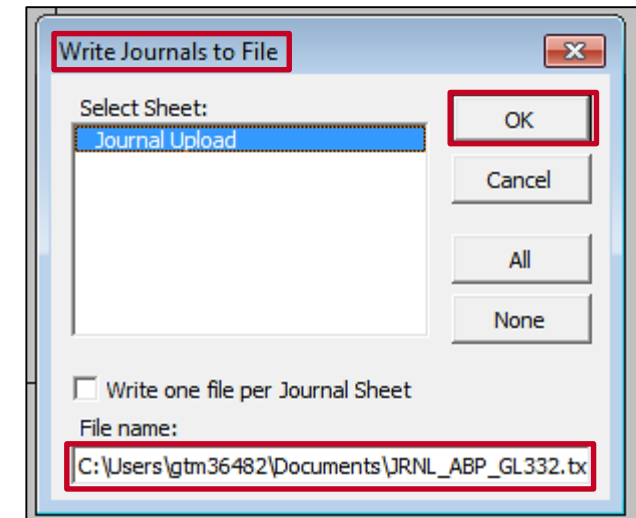 Write Journals to File
Select Sheet:
Journal Upload
OK
Cancel
All
None
Write one file per Journal Sheet
File name:
C:\Users\gtm36482\Documents\JRNL_ABP_GL332.tx